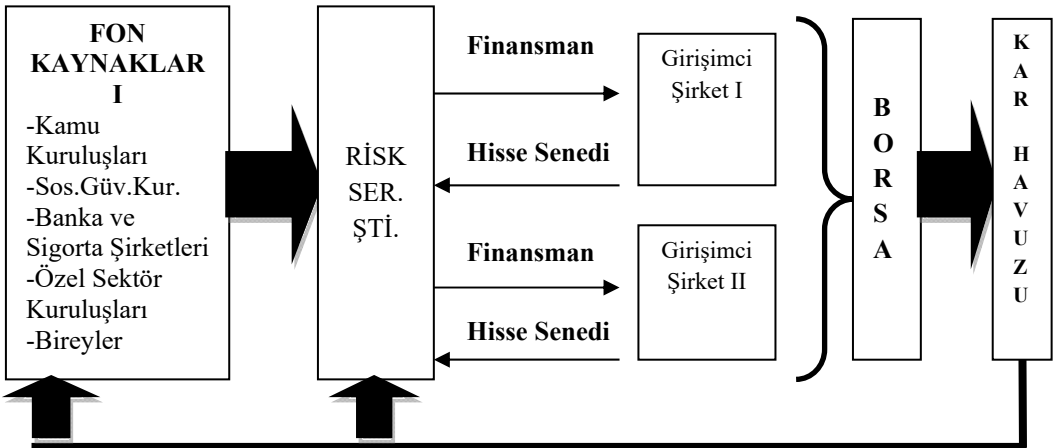 FON
KAYNAKLAR
I
-Kamu
Kuruluşları
-Sos.Güv.Kur.
-Banka ve
Sigorta Şirketleri
-Özel Sektör
Kuruluşları
-Bireyler
RİSK
SER.
ŞTİ.
Finansman
Hisse Senedi
Finansman
Hisse Senedi
Girişimci
Şirket I
Girişimci
Şirket II
B
O
R
S
A
K
A
R
H
A
V
U
Z
U